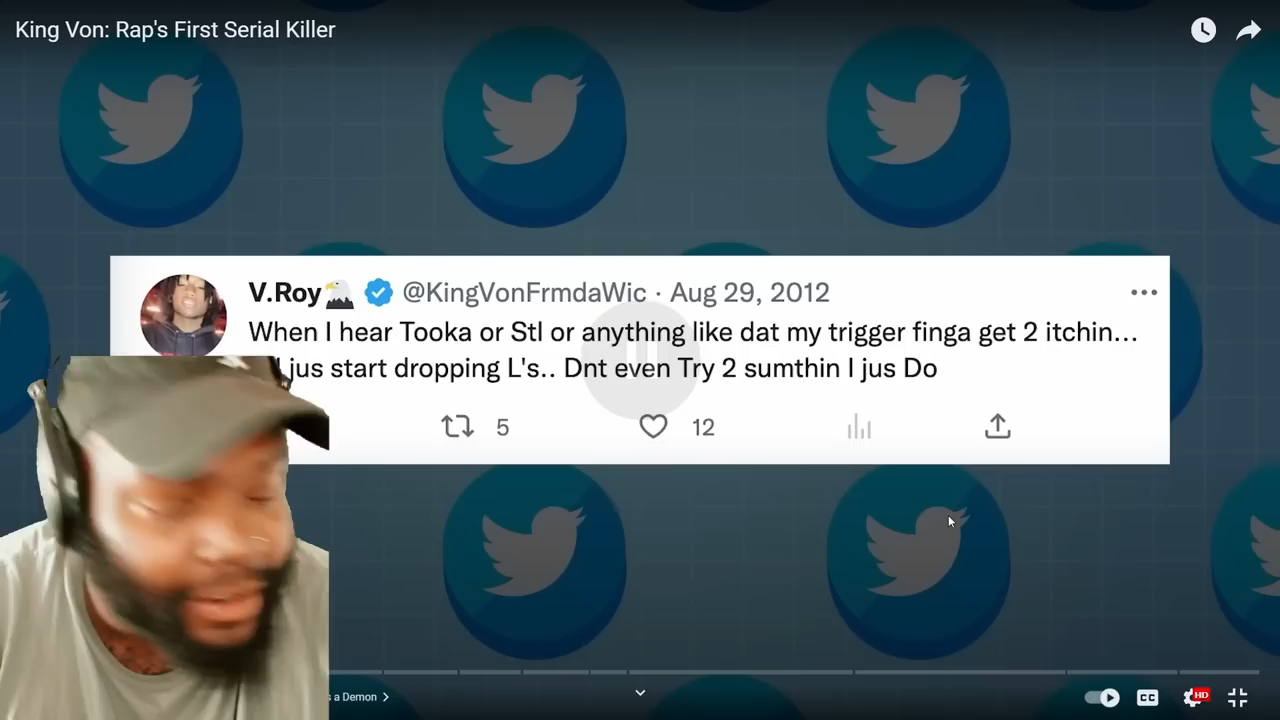 King Von: Rap's First Serial Killer
V.Roy🦅 @KingVonFrmdaWic · Aug 29, 2012
When I hear Tooka or Stl or anything like dat my trigger finga get 2 itchin...
jus start dropping L's.. Dnt even Try 2 sumthin I jus Do
5 12
a Demon
CC HD